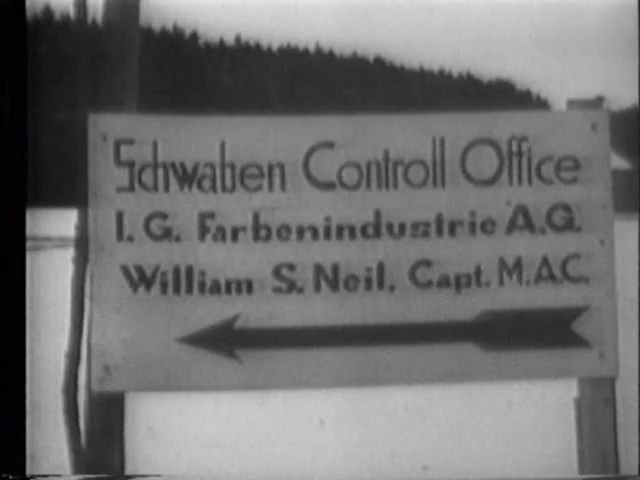 Schwaben Controll Office
I. G. Farbenindustrie A.G.
William S. Neil, Capt. M.A.C.